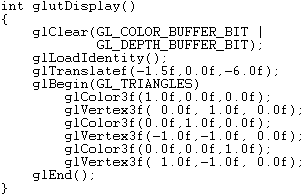 int glutDisplay()
{
    glClear(GL_COLOR_BUFFER_BIT |
            GL_DEPTH_BUFFER_BIT);
    glLoadIdentity();
    glTranslatef(-1.5f,0.0f,-6.0f);
    glBegin(GL_TRIANGLES)
        glColor3f(1.0f,0.0f,0.0f);
        glVertex3f( 0.0f, 1.0f, 0.0f);
        glColor3f(0.0f,1.0f,0.0f);
        glVertex3f(-1.0f,-1.0f, 0.0f);
        glColor3f(0.0f,0.0f,1.0f);
        glVertex3f( 1.0f,-1.0f, 0.0f);
    glEnd();
}